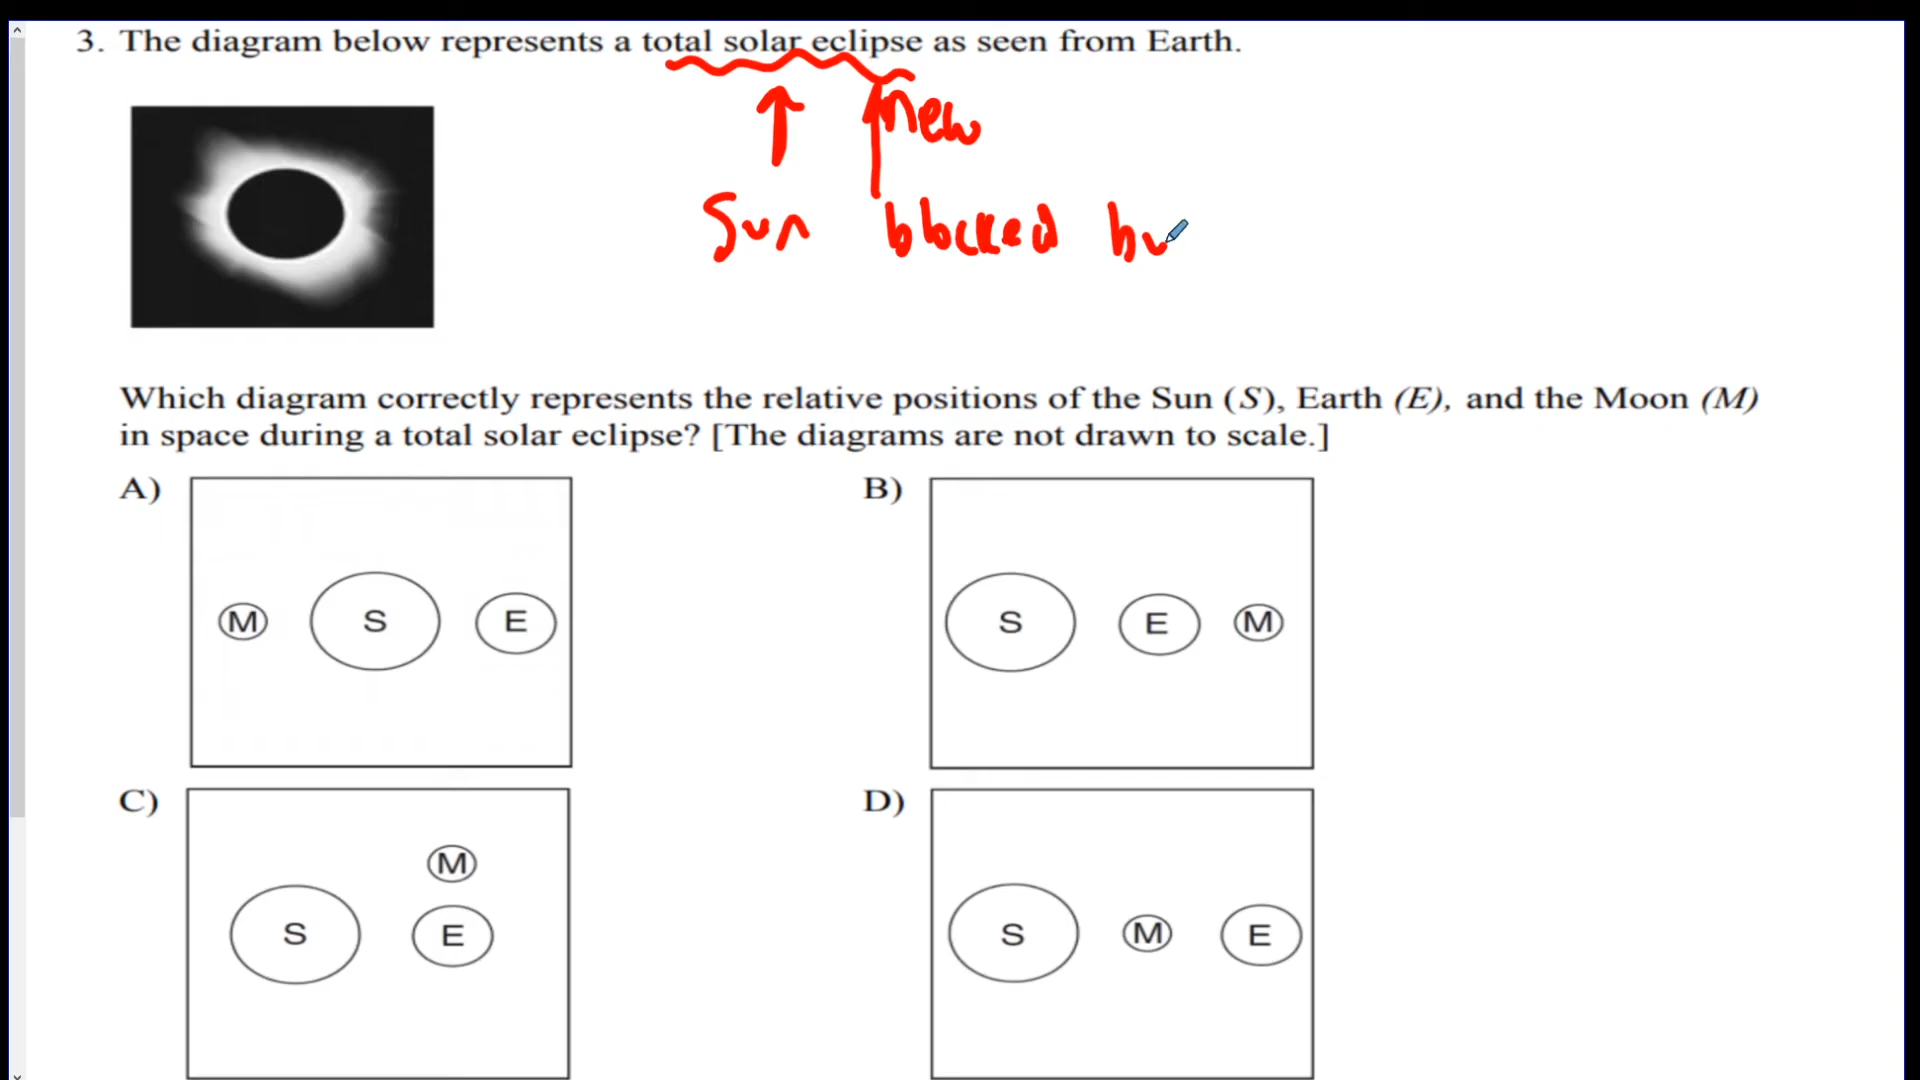 3. The diagram below represents a total solar eclipse as seen from Earth.
new
Sun blocked
Which diagram correctly represents the relative positions of the Sun (S), Earth (E), and the Moon (M)
in space during a total solar eclipse? [The diagrams are not drawn to scale.]
A)
M S E
B)
S E M
C)
M
S E
D)
S M E